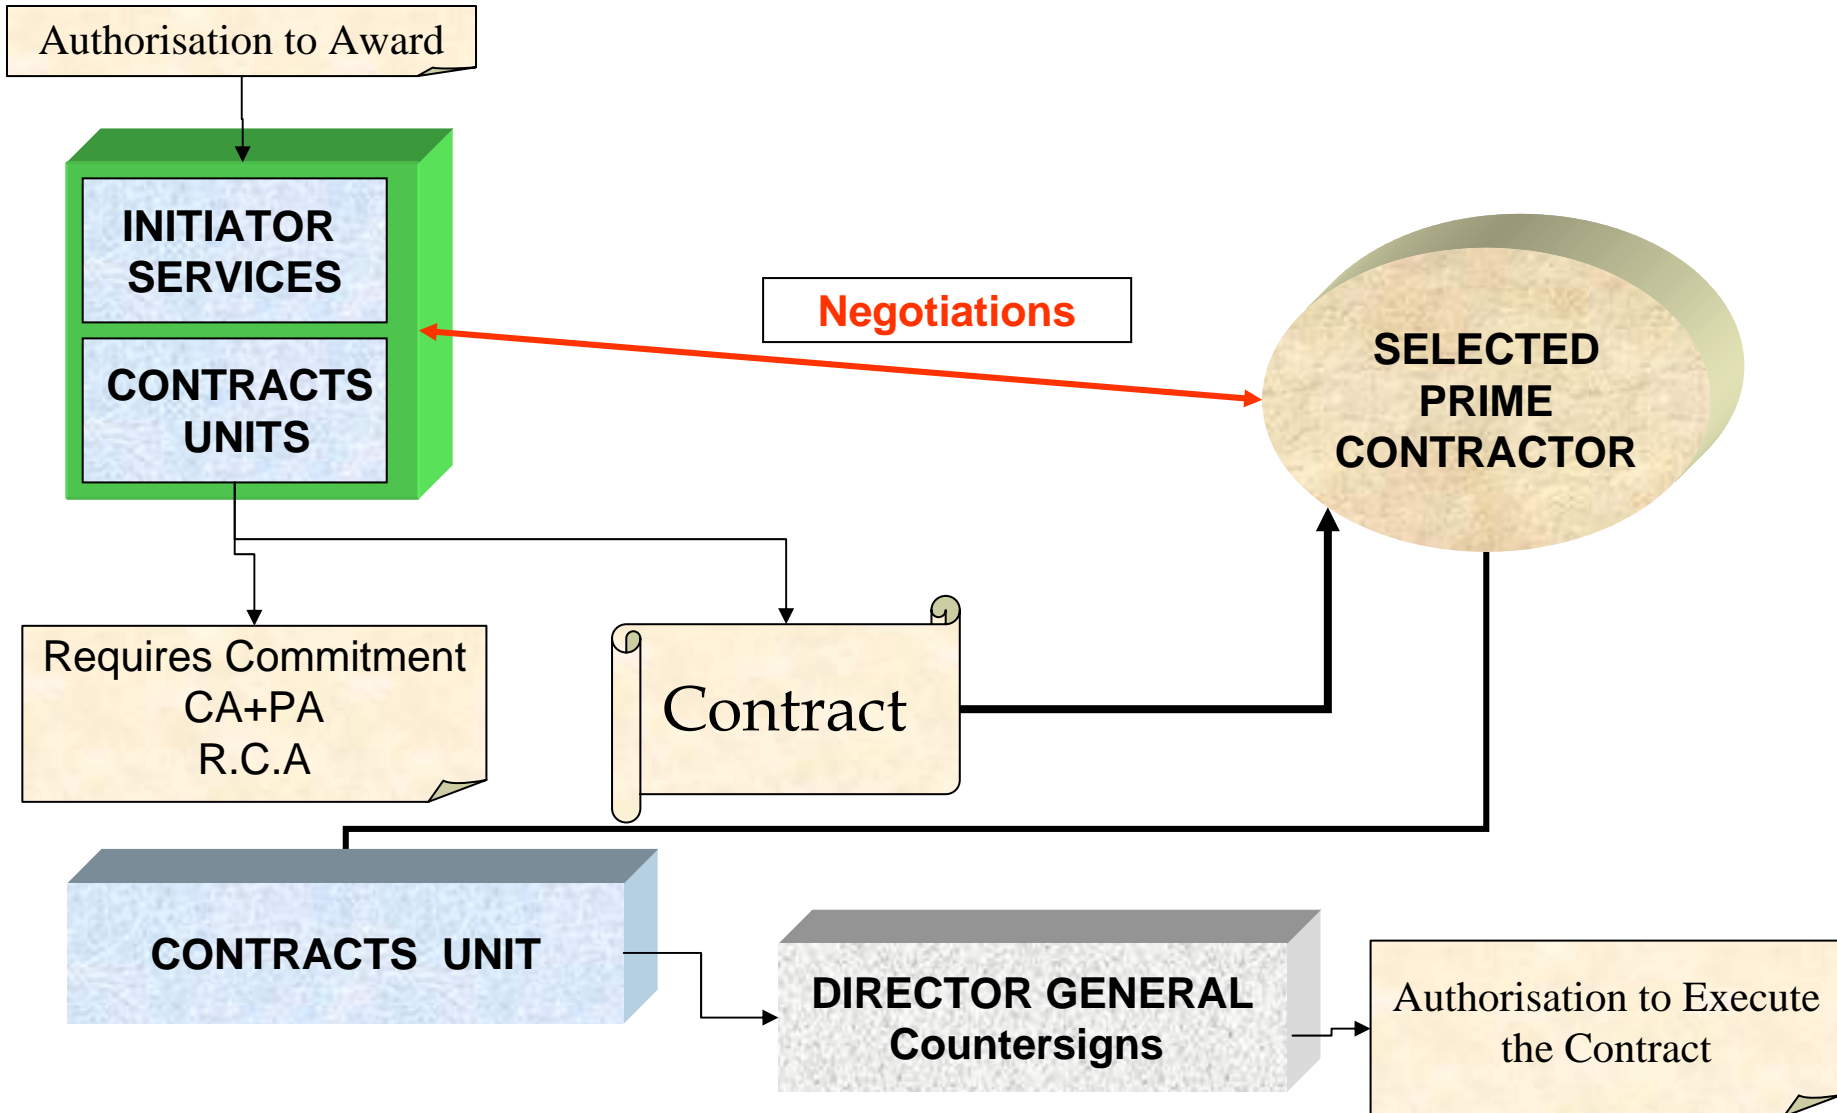 Authorisation to Award
INITIATOR
SERVICES
CONTRACTS
UNITS
Negotiations
SELECTED
PRIME
CONTRACTOR
Requires Commitment
CA+PA
R.C.A
Contract
CONTRACTS UNIT
DIRECTOR GENERAL
Countersigns
Authorisation to Execute
the Contract